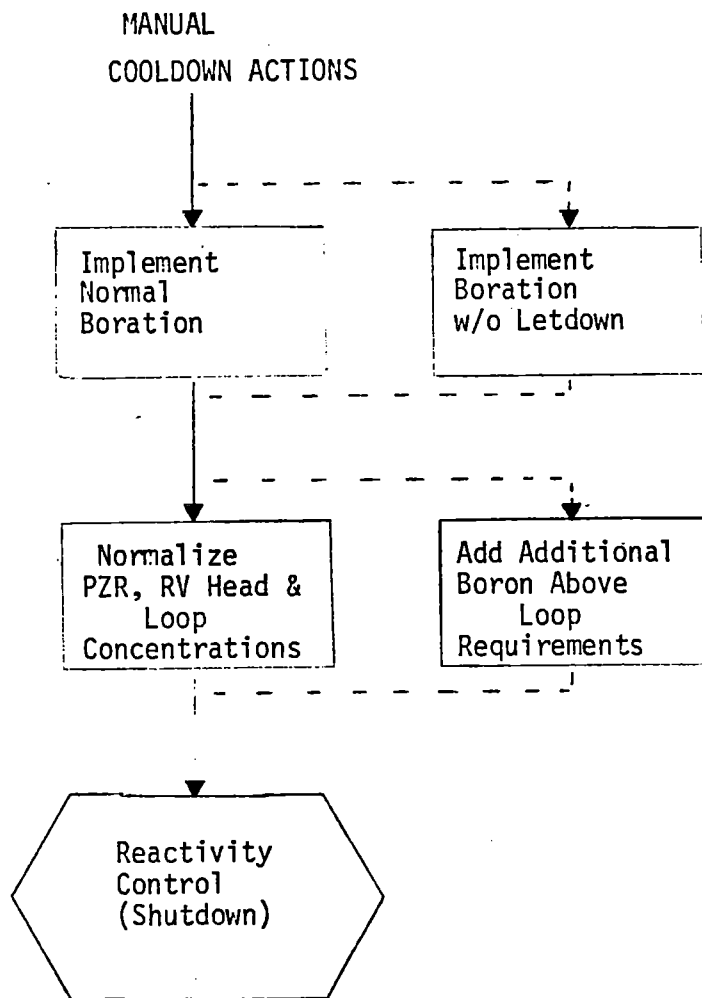 MANUAL
COOLDOWN ACTIONS
Implement
Normal
Boration
Implement
Boration
w/o Letdown
Normalize
PZR, RV Head &
Loop
Concentrations
Add Additional
Boron Above
Loop
Requirements
Reactivity
Control
(Shutdown)